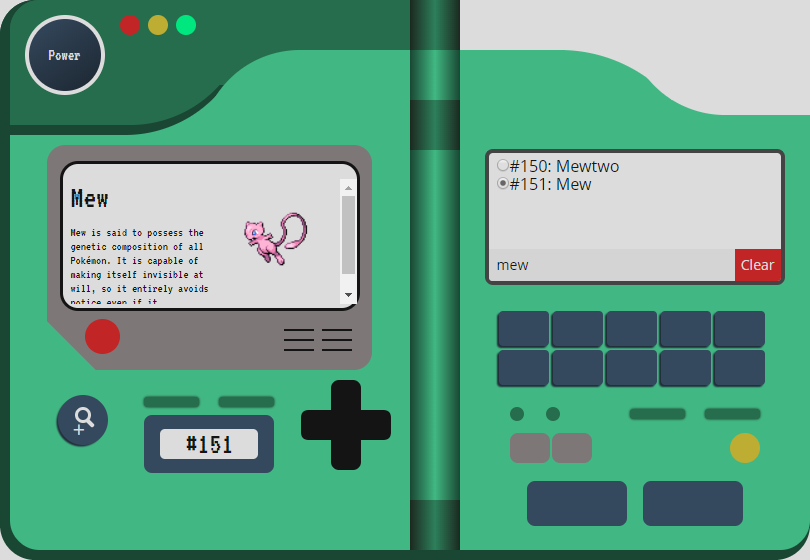 Power
Mew
Mew is said to possess the
genetic composition of all
Pokémon. It is capable of
making itself invisible at
will, so it entirely avoids
notice even if it
#151
#150: Mewtwo
#151: Mew
mew
Clear